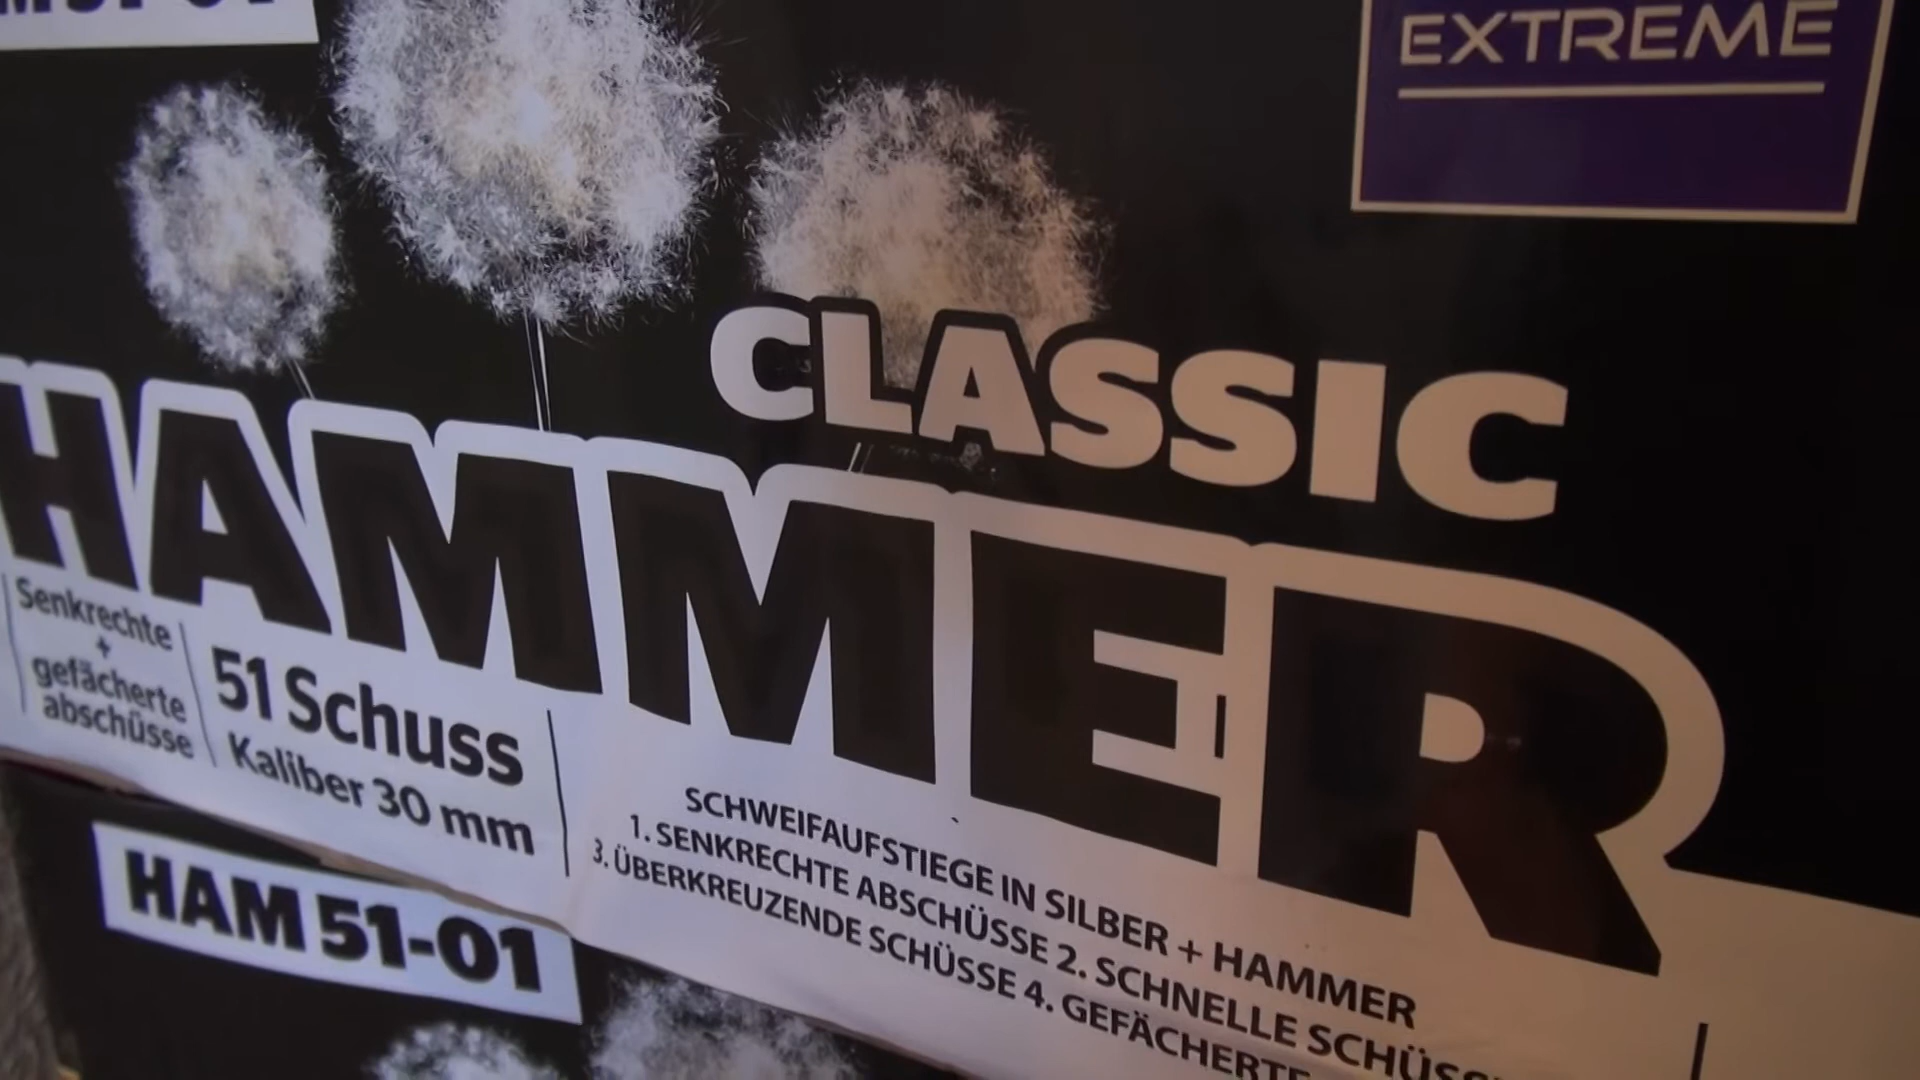 EXTREME
CLASSIC
HAMMER
Senkrechte
+
gefächerte
abschüsse
51 Schuss
Kaliber 30 mm
SCHWEIFAUFSTIEGE IN SILBER + HAMMER
1. SENKRECHTE ABSCHÜSSE 2. SCHNELLE
3. ÜBERKREUZENDE SCHÜSSE 4. GEFÄCHERTE
HAM 51-01